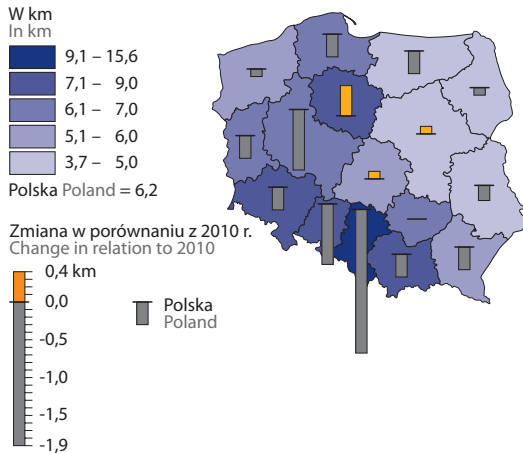 W km
In km
9,1 – 15,6
7,1 – 9,0
6,1 – 7,0
5,1 – 6,0
3,7 – 5,0
Polska Poland = 6,2
Zmiana w porównaniu z 2010 r.
Change in relation to 2010
0,4 km
0,0
-0,5
-1,0
-1,5
-1,9
Polska
Poland